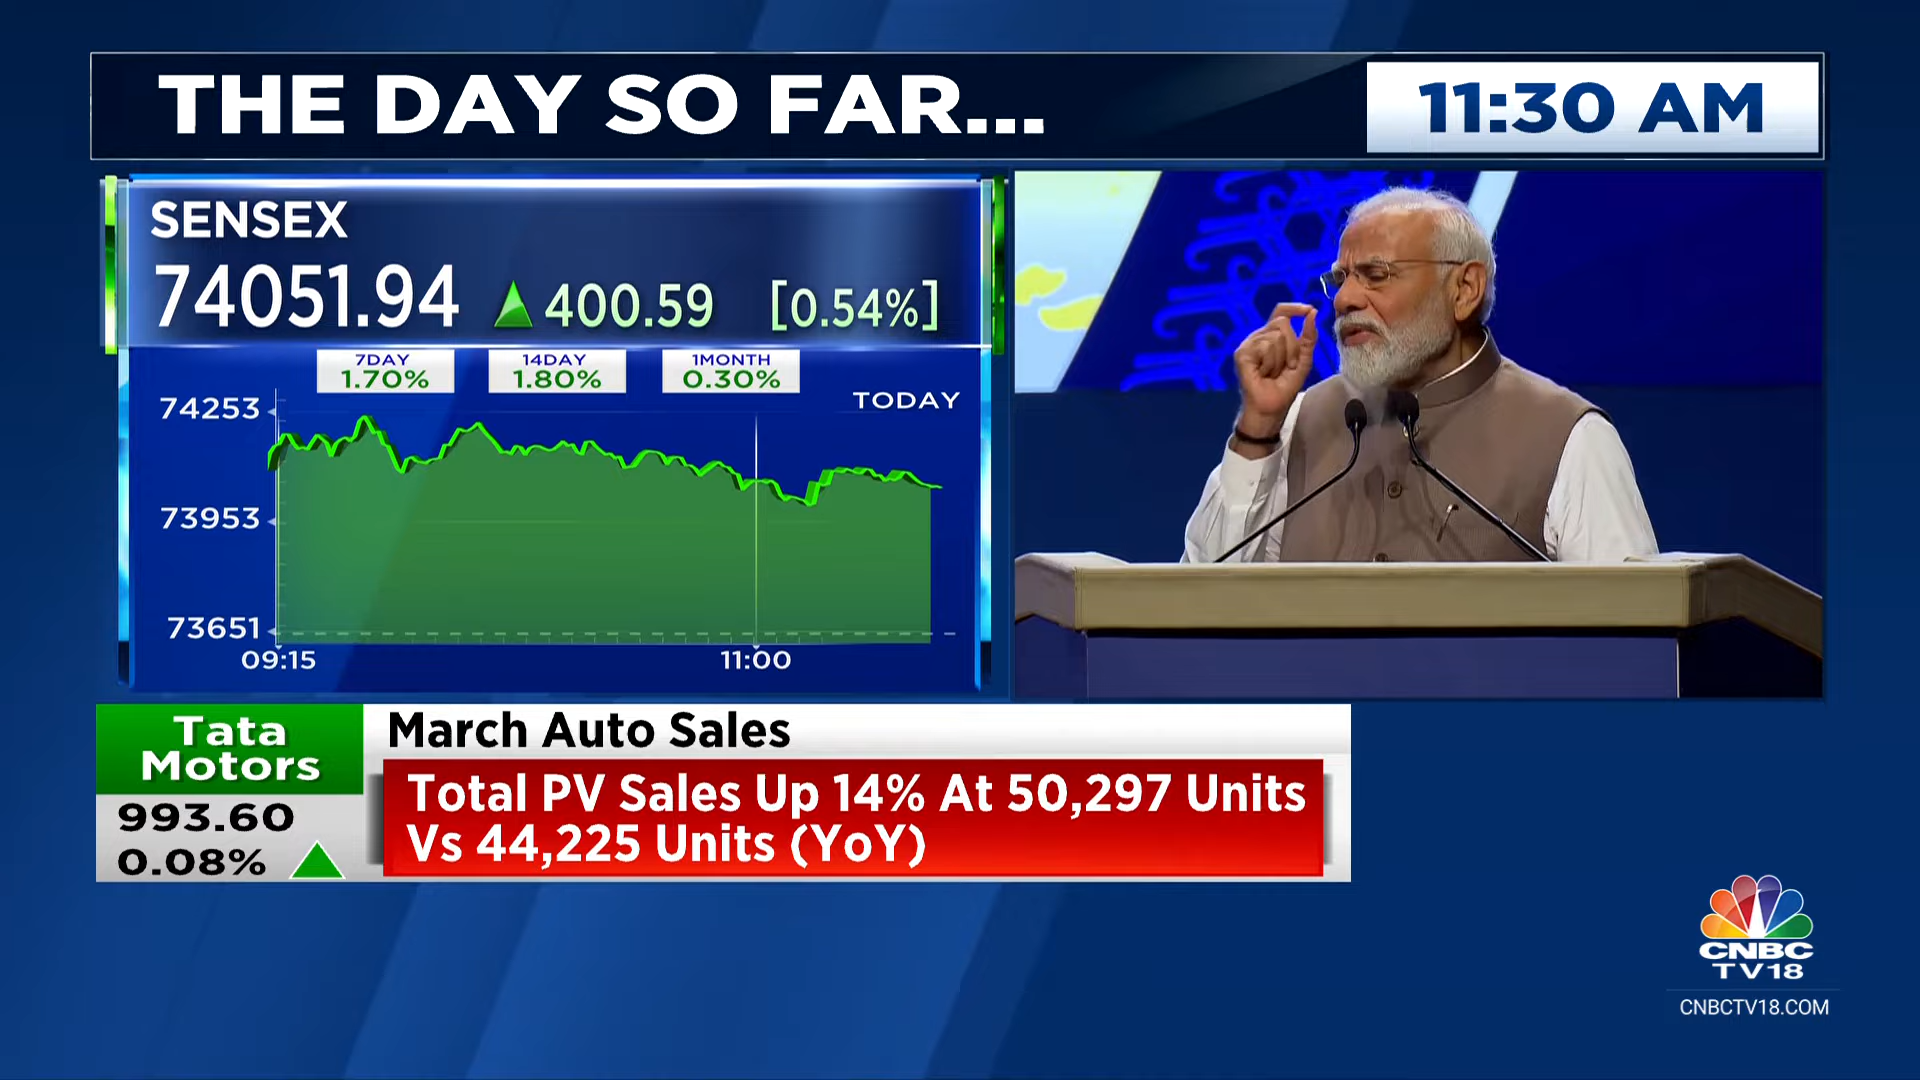 THE DAY SO FAR...
11:30 AM
SENSEX
74051.94 ▲ 400.59 [0.54%]
7DAY
1.70%
14DAY
1.80%
1MONTH
0.30%
TODAY
74253
73953
73651
09:15 11:00
Tata
Motors
993.60
0.08%
March Auto Sales
Total PV Sales Up 14% At 50,297 Units
Vs 44,225 Units (YoY)
CNBC
TV18
CNBCTV18.COM